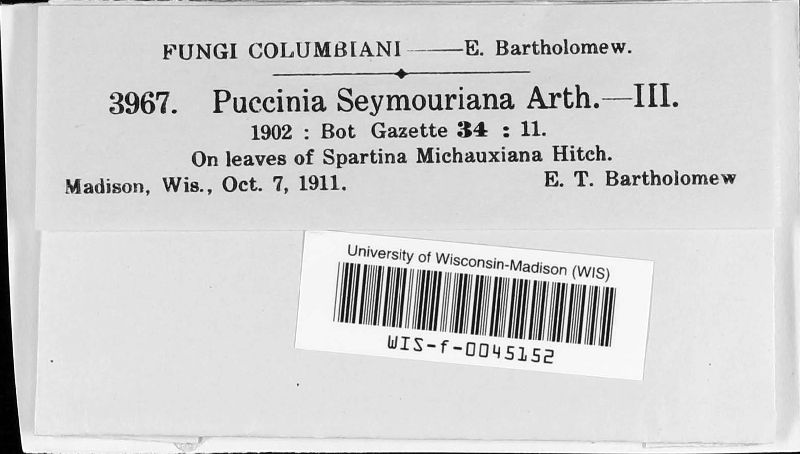 FUNGI COLUMBIANI——E. Bartholomew.
3967. Puccinia Seymouriana Arth.—III.
1902 : Bot Gazette 34 : 11.
On leaves of Spartina Michauxiana Hitch.
Madison, Wis., Oct. 7, 1911. E. T. Bartholomew
University of Wisconsin-Madison (WIS)
WIS-f-0045152